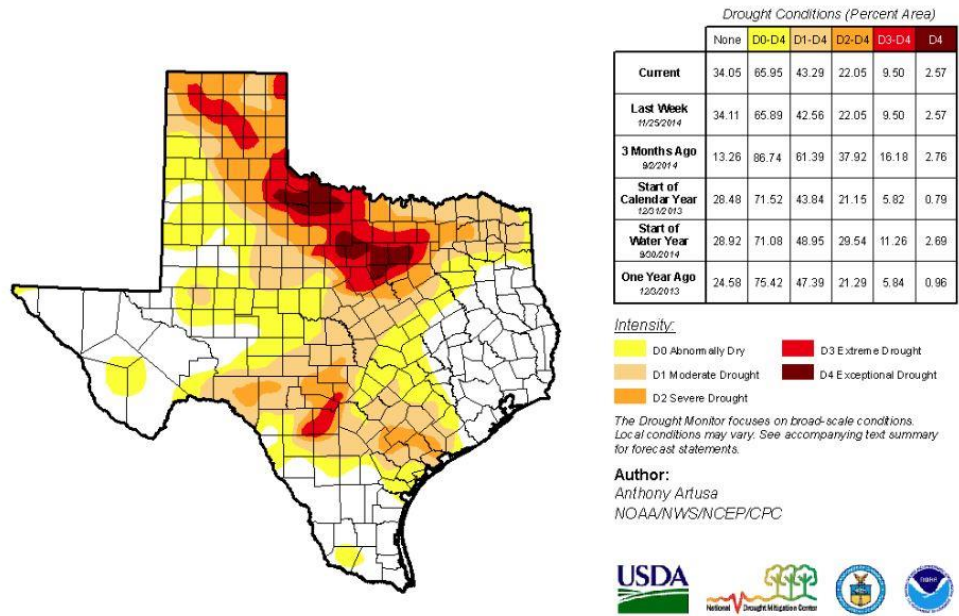 Drought Conditions (Percent Area)
None D0-D4 D1-D4 D2-D4 D3-D4 D4
Current 34.05 65.95 43.29 22.05 9.50 2.57
Last Week
11/25/2014 34.11 65.89 42.56 22.05 9.50 2.57
3 Months Ago
9/2/2014 13.26 86.74 61.39 37.92 16.18 2.76
Start of
Calendar Year
12/31/2013 28.48 71.52 43.84 21.15 5.82 0.79
Start of
Water Year
9/30/2014 28.92 71.08 48.95 29.54 11.26 2.69
One Year Ago
12/3/2013 24.58 75.42 47.39 21.29 5.84 0.96
Intensity:
D0 Abnormally Dry
D1 Moderate Drought
D2 Severe Drought
D3 Extreme Drought
D4 Exceptional Drought
The Drought Monitor focuses on broad-scale conditions.
Local conditions may vary. See accompanying text summary
for forecast statements.
Author:
Anthony Artusa
NOAA/NWS/NCEP/CPC
USDA
National Drought Mitigation Center
NOAA